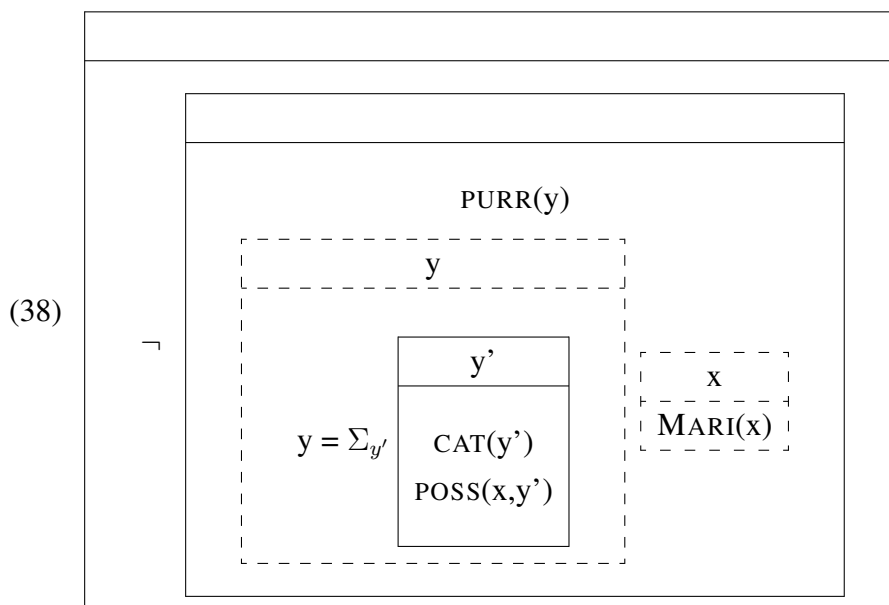 PURR(y)
y
(38)
¬
y’
x
y = Σy′
CAT(y’)
MARI(x)
POSS(x,y’)